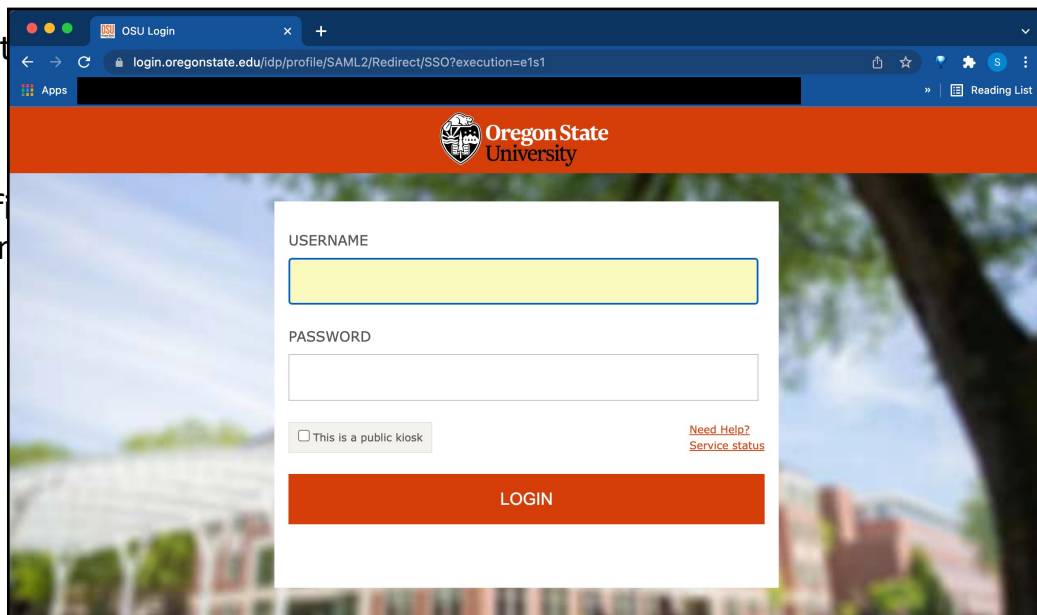 OSU Login
login.oregonstate.edu/idp/profile/SAML2/Redirect/SSO?execution=e1s1
S
Apps
» Reading List
Oregon State
University
USERNAME
PASSWORD
This is a public kiosk
Need Help?
Service status
LOGIN